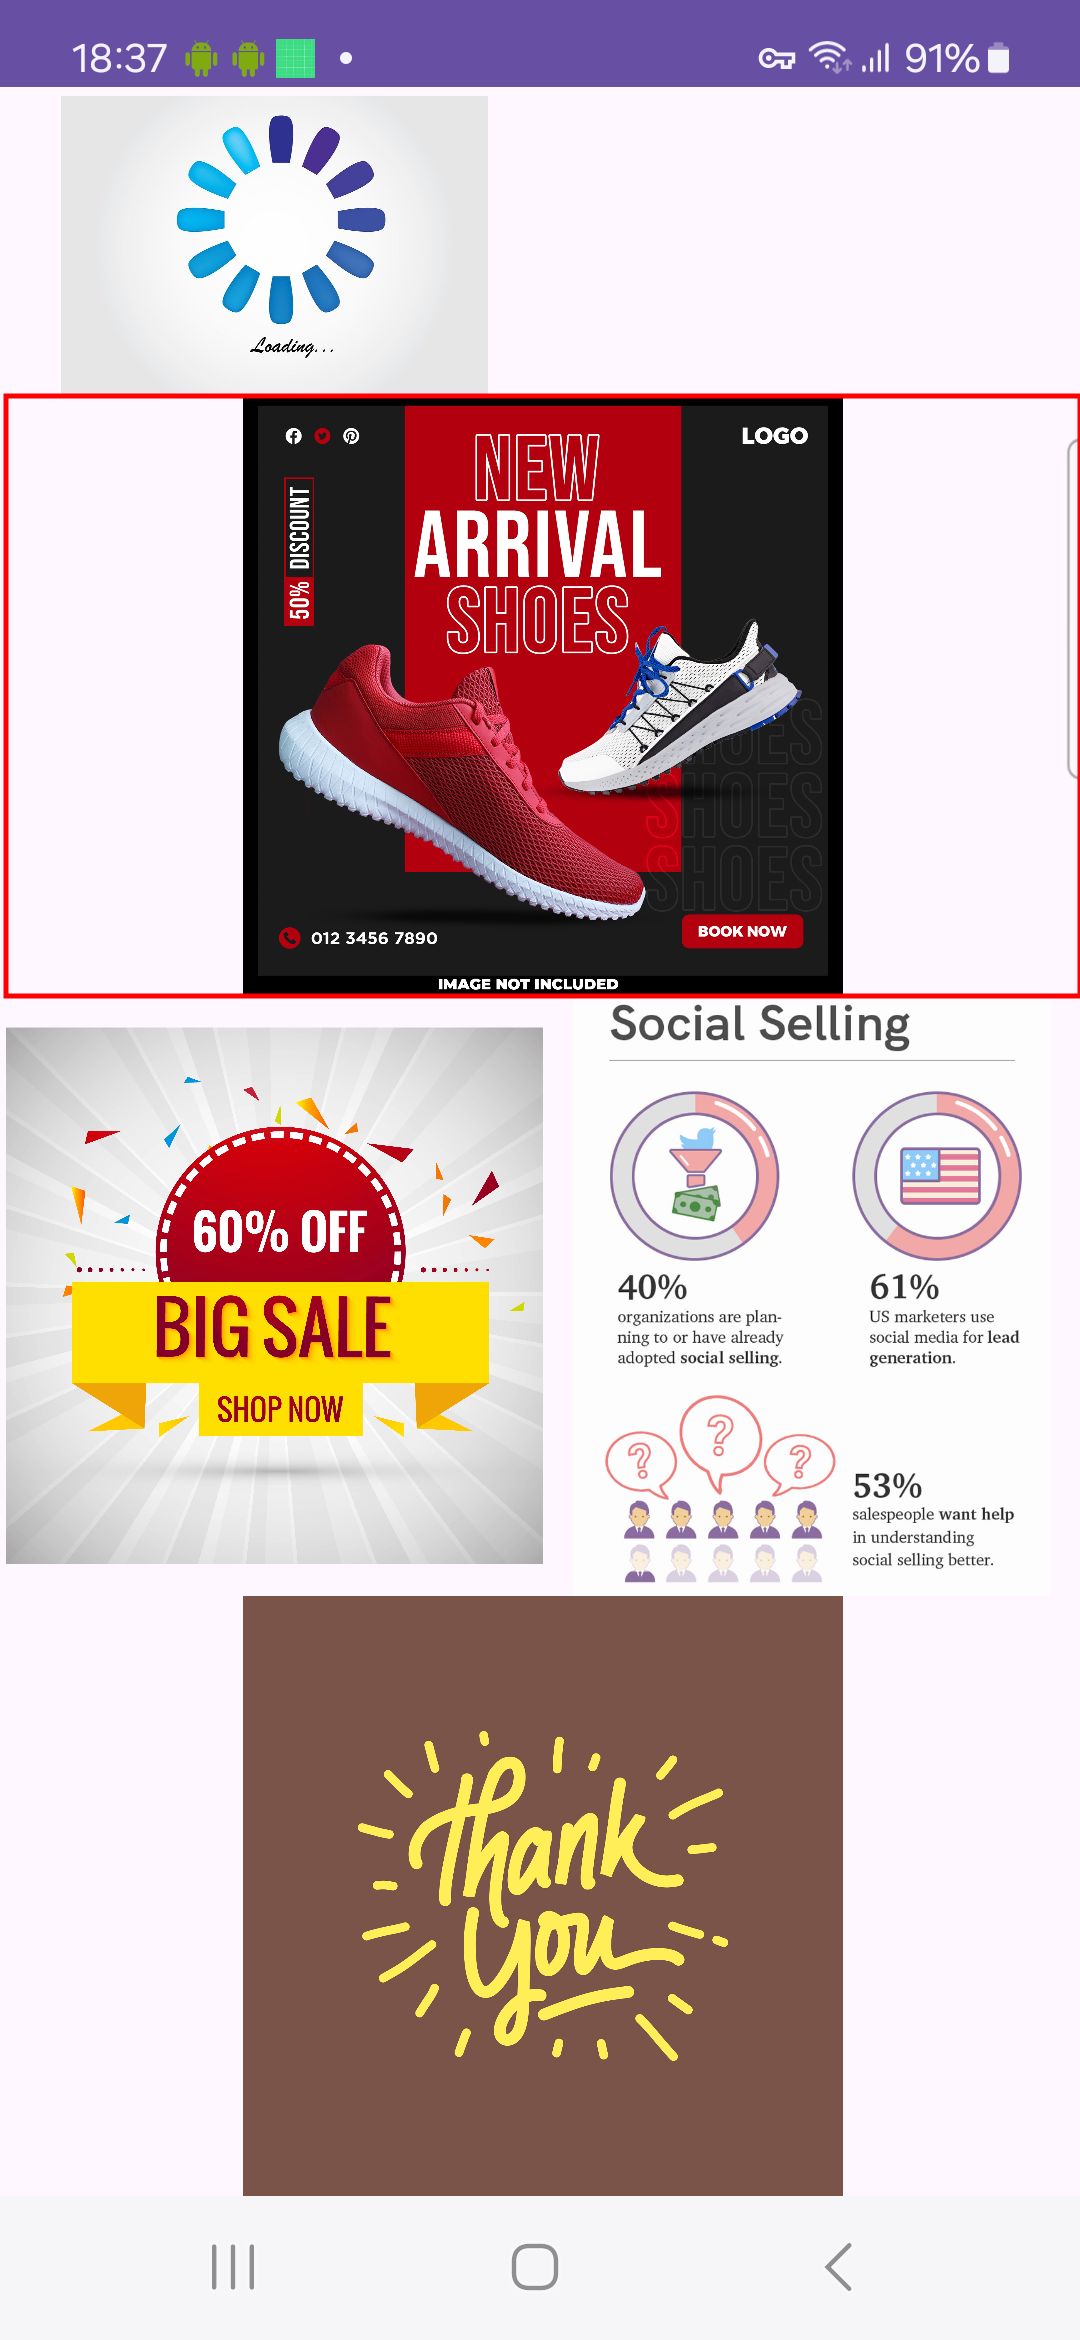 18:37
91%
Loading...
LOGO
NEW
ARRIVAL
SHOES
50% DISCOUNT
SHOES
SHOES
SHOES
012 3456 7890
BOOK NOW
IMAGE NOT INCLUDED
60% OFF
BIG SALE
SHOP NOW
Social Selling
40%
organizations are plan-
ning to or have already
adopted social selling.
61%
US marketers use
social media for lead
generation.
? ? ?
53%
salespeople want help
in understanding
social selling better.
Thank
you